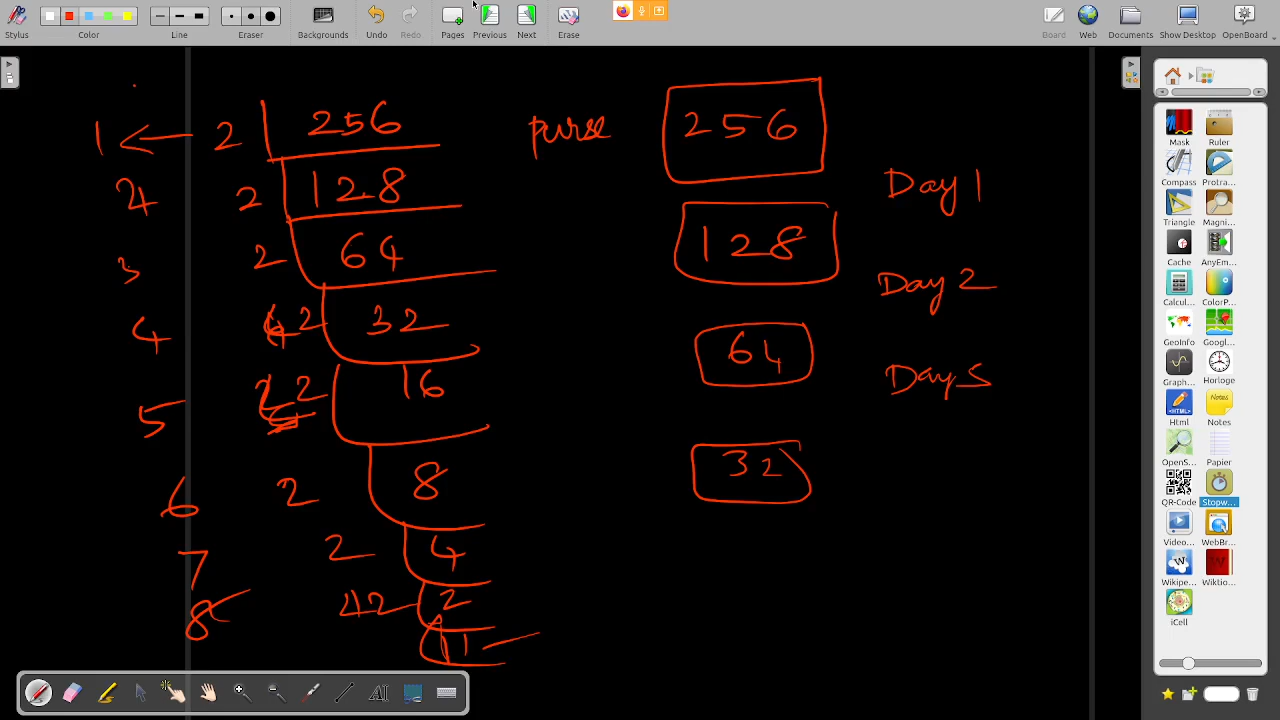 Stylus Color Line Eraser Backgrounds Undo Redo Pages Previous Next Erase Board Web Documents Show Desktop OpenBoard
1 ← 2 256 purse 256
Day 1
2 2 128
128
3 2 64
Day 2
4 2 32
64
Day 3
5 2 16
32
6 2 8
7 2 4
8 2 2
1
Mask Ruler
Compass Protra...
Triangle Magni...
Cache AnyEm...
Calcul... ColorP...
GeoInfo Googl...
Graph... Horloge
Html Notes
OpenS... Papier
QR-Code Stopw...
Video... WebBr...
Wikipe... Wiktio...
iCell